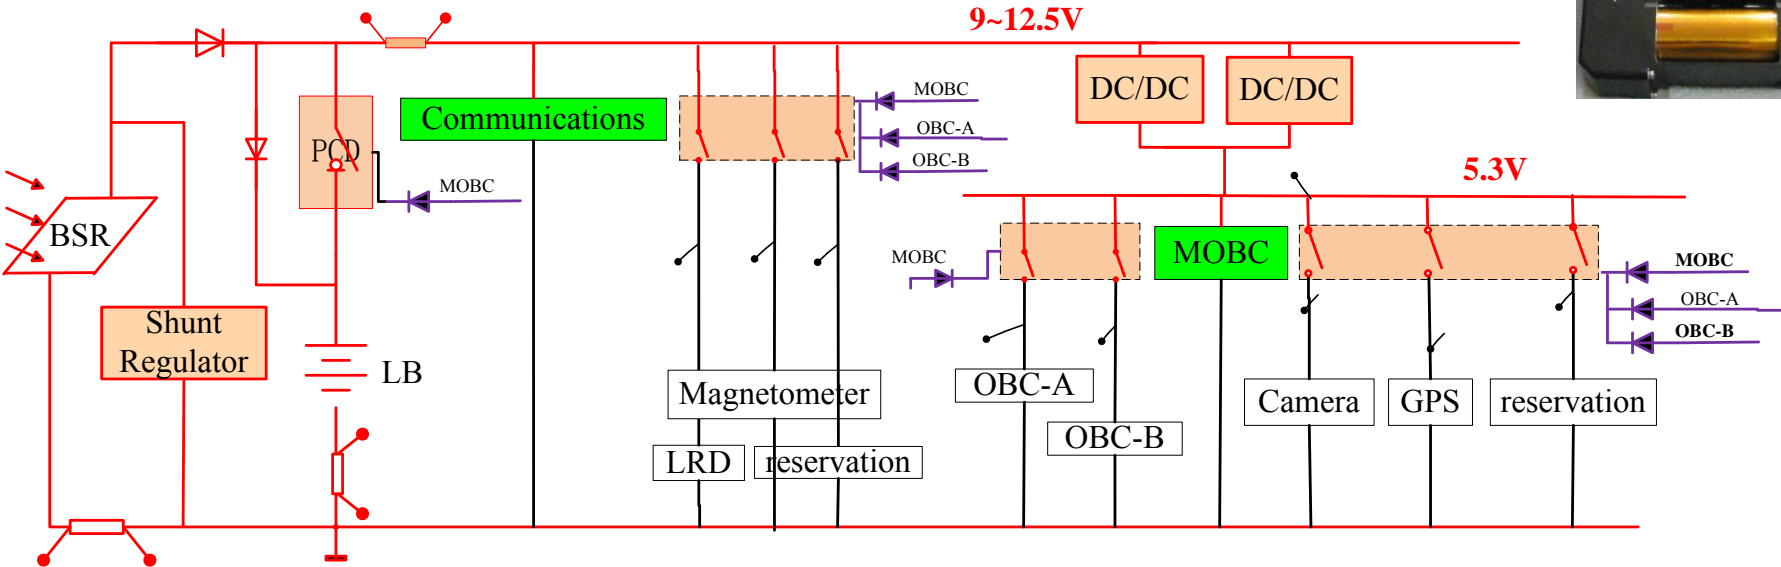 9~12.5V
DC/DC
DC/DC
MOBC
Communications
OBC-A
PCD
OBC-B
5.3V
MOBC
BSR
MOBC
MOBC
MOBC
OBC-A
Shunt
Regulator
OBC-B
LB
Magnetometer
OBC-A
Camera
GPS
reservation
OBC-B
LRD
reservation